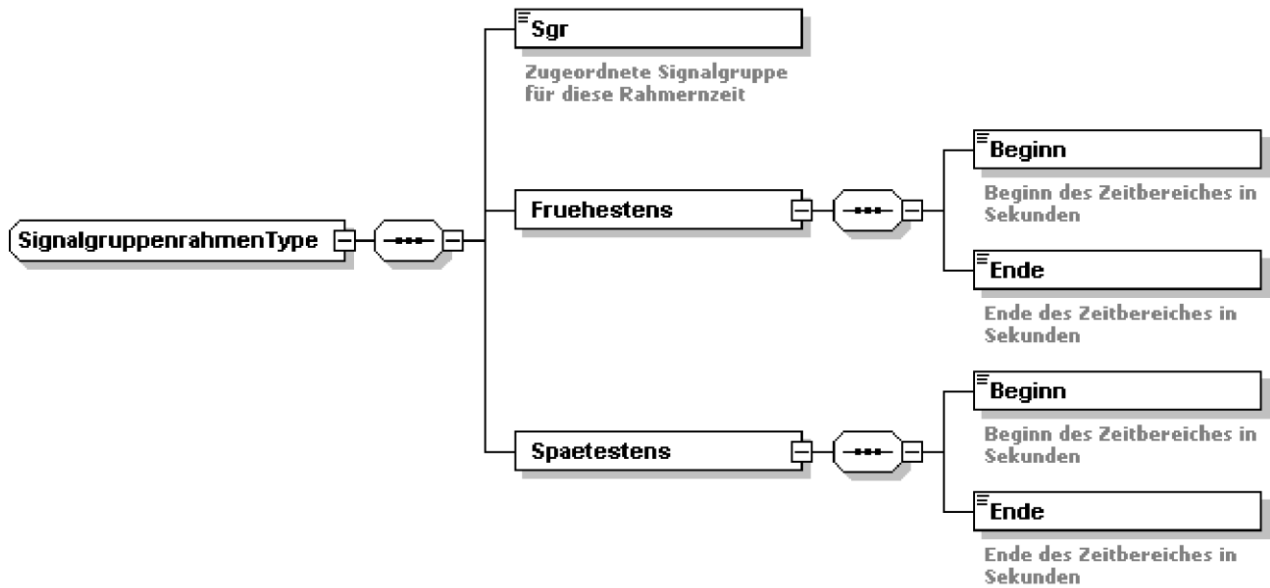 Sgr
Zugeordnete Signalgruppe
für diese Rahmernzeit
Beginn
Beginn des Zeitbereiches in
Sekunden
Fruehestens
SignalgruppenrahmenType
Ende
Ende des Zeitbereiches in
Sekunden
Beginn
Beginn des Zeitbereiches in
Sekunden
Spaetestens
Ende
Ende des Zeitbereiches in
Sekunden